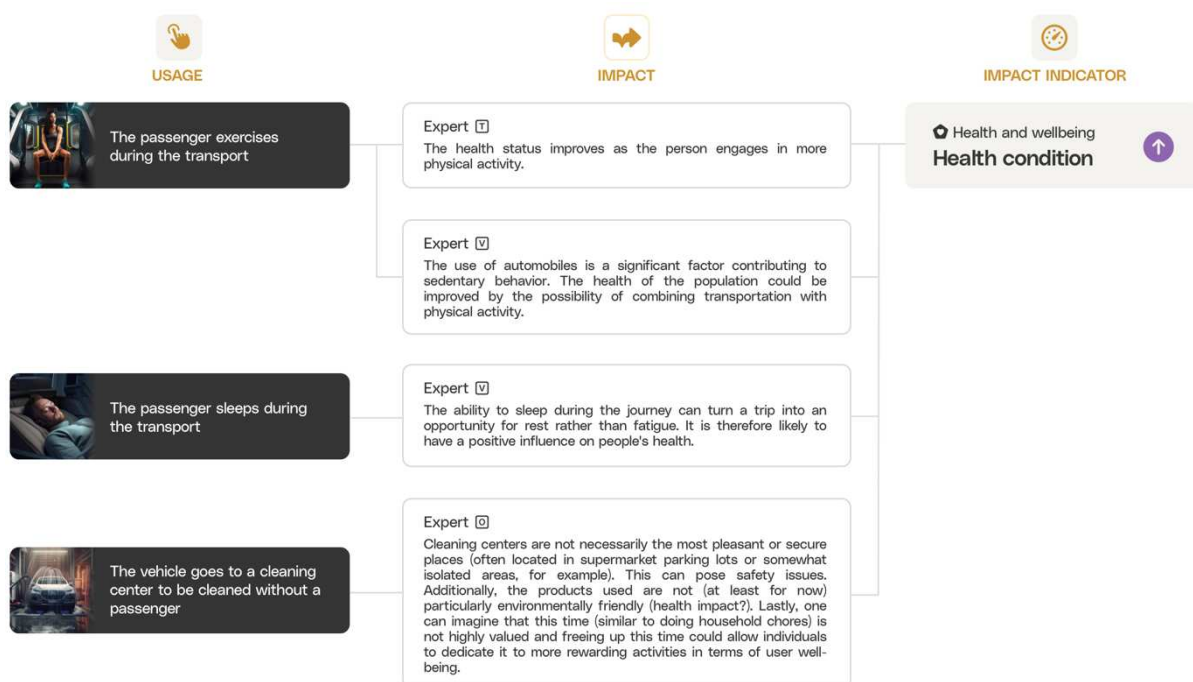 USAGE
IMPACT
IMPACT INDICATOR
The passenger exercises
during the transport
Expert T
The health status improves as the person engages in more
physical activity.
Health and wellbeing
Health condition
Expert V
The use of automobiles is a significant factor contributing to
sedentary behavior. The health of the population could be
improved by the possibility of combining transportation with
physical activity.
The passenger sleeps during
the transport
Expert V
The ability to sleep during the journey can turn a trip into an
opportunity for rest rather than fatigue. It is therefore likely to
have a positive influence on people's health.
The vehicle goes to a cleaning
center to be cleaned without a
passenger
Expert O
Cleaning centers are not necessarily the most pleasant or secure
places (often located in supermarket parking lots or somewhat
isolated areas, for example). This can pose safety issues.
Additionally, the products used are not (at least for now)
particularly environmentally friendly (health impact?). Lastly, one
can imagine that this time (similar to doing household chores) is
not highly valued and freeing up this time could allow individuals
to dedicate it to more rewarding activities in terms of user well-
being.